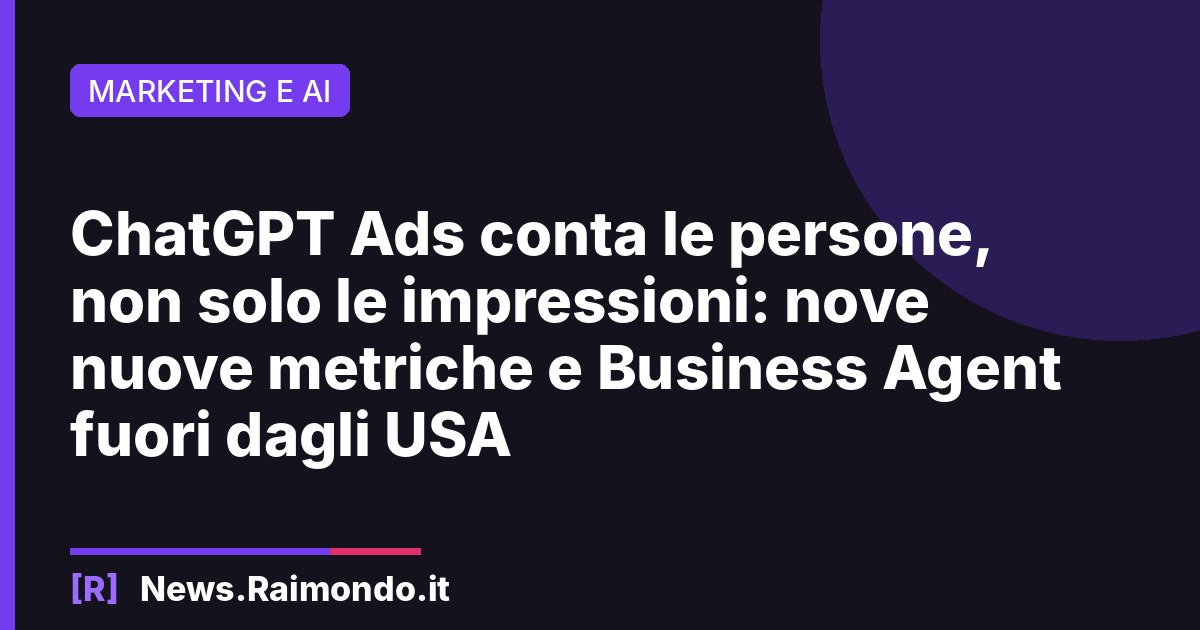 MARKETING E AI
ChatGPT Ads conta le persone,
non solo le impressioni: nove
nuove metriche e Business Agent
fuori dagli USA
[R] News.Raimondo.it